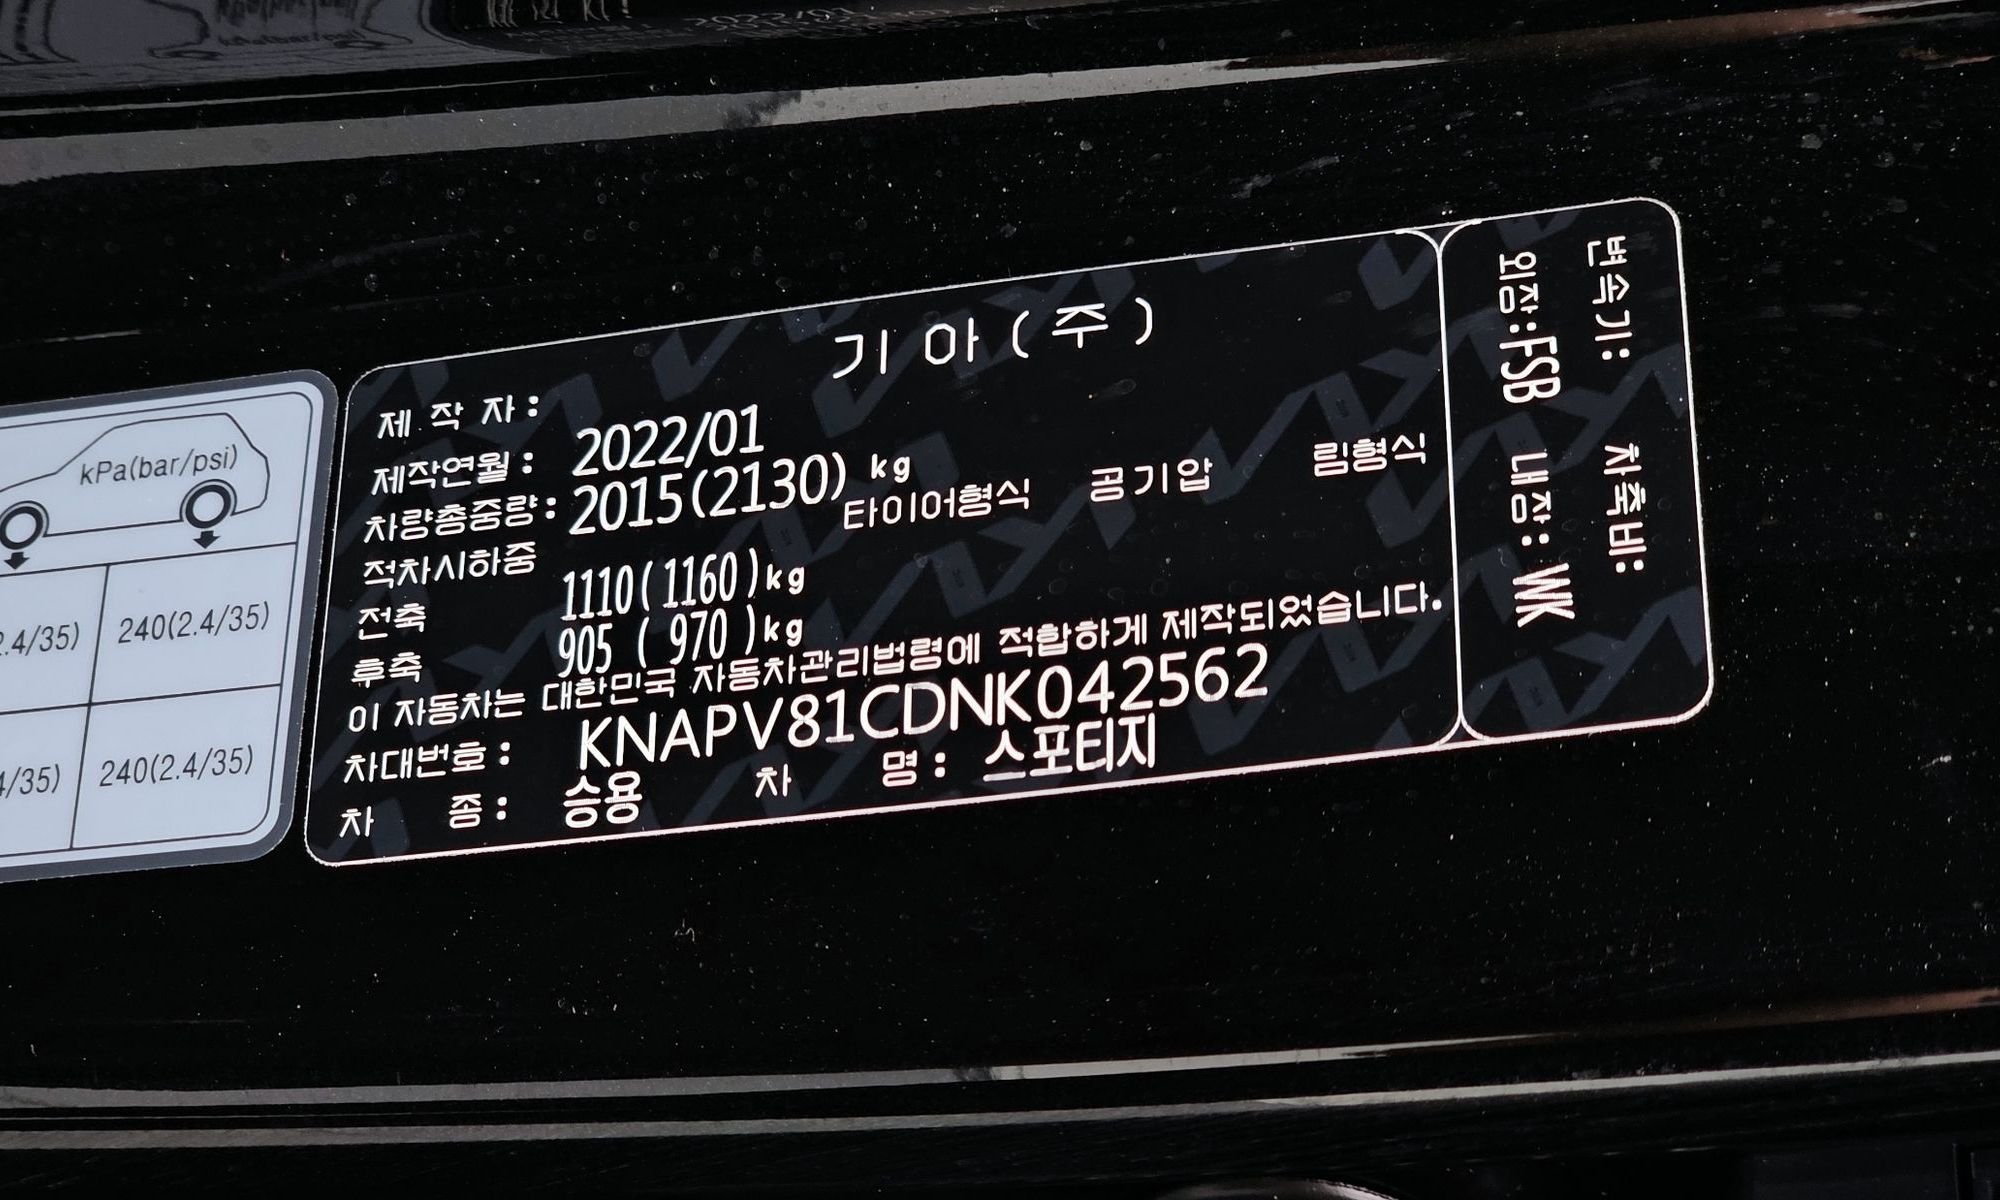 kPa(bar/psi)
240(2.4/35)
240(2.4/35)
기아(주)
제작자:
제작연월: 2022/01
차량총중량: 2015(2130) kg
적차시하중 타이어형식 공기압 림형식
전축 1110(1160)kg
후축 905 (970)kg
이 자동차는 대한민국 자동차관리법령에 적합하게 제작되었습니다.
차대번호: KNAPV81CDNK042562
차 종: 승용 차 명: 스포티지
변속기: 차축비:
외장:FSB 내장: WK